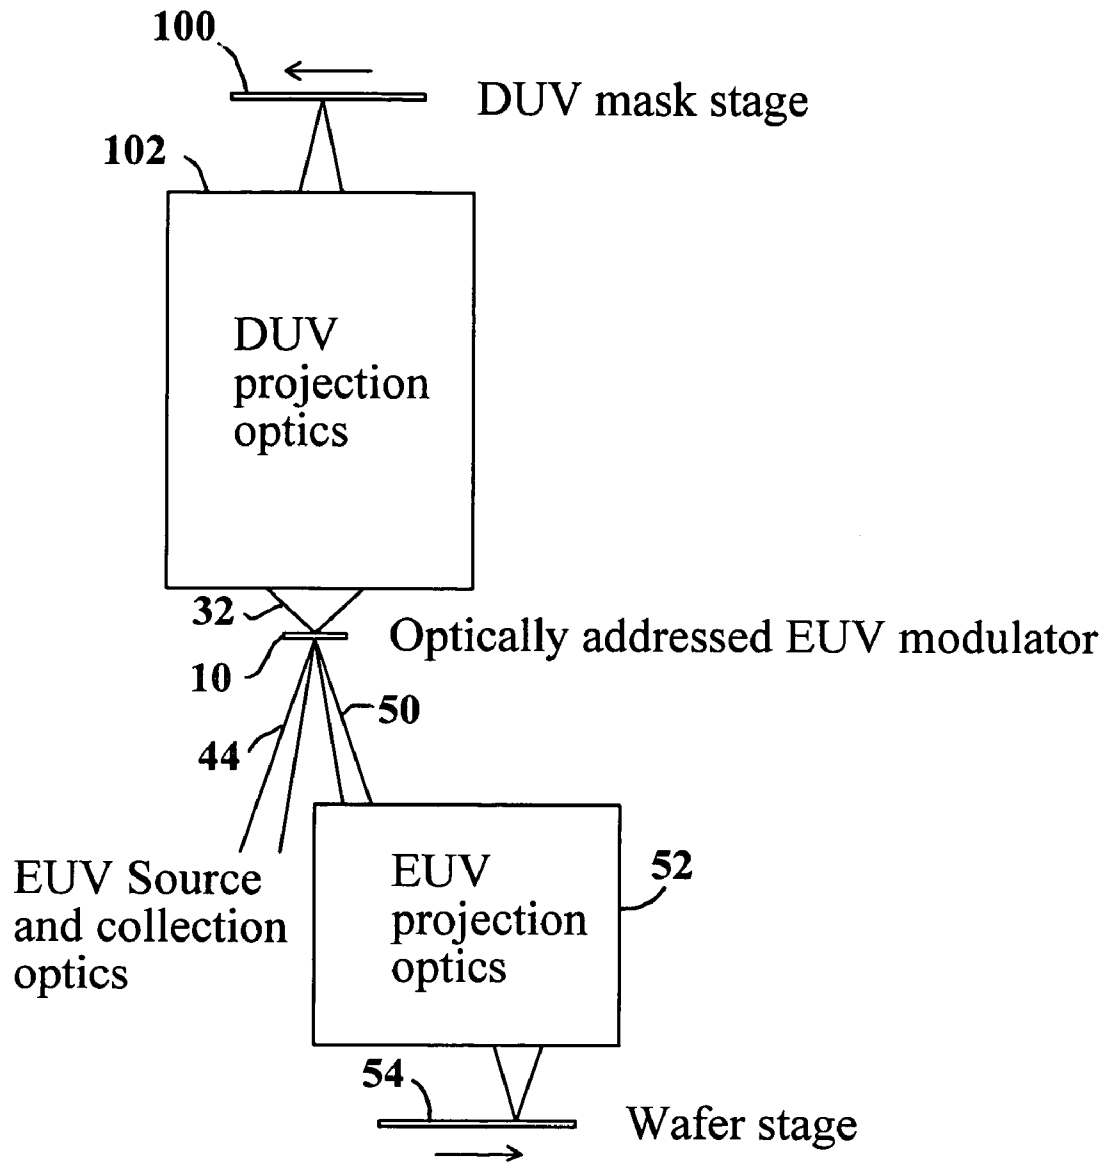 100
DUV mask stage
102
DUV
projection
optics
32
Optically addressed EUV modulator
10
50
44
EUV Source
and collection
optics
EUV
projection
optics
52
54
Wafer stage